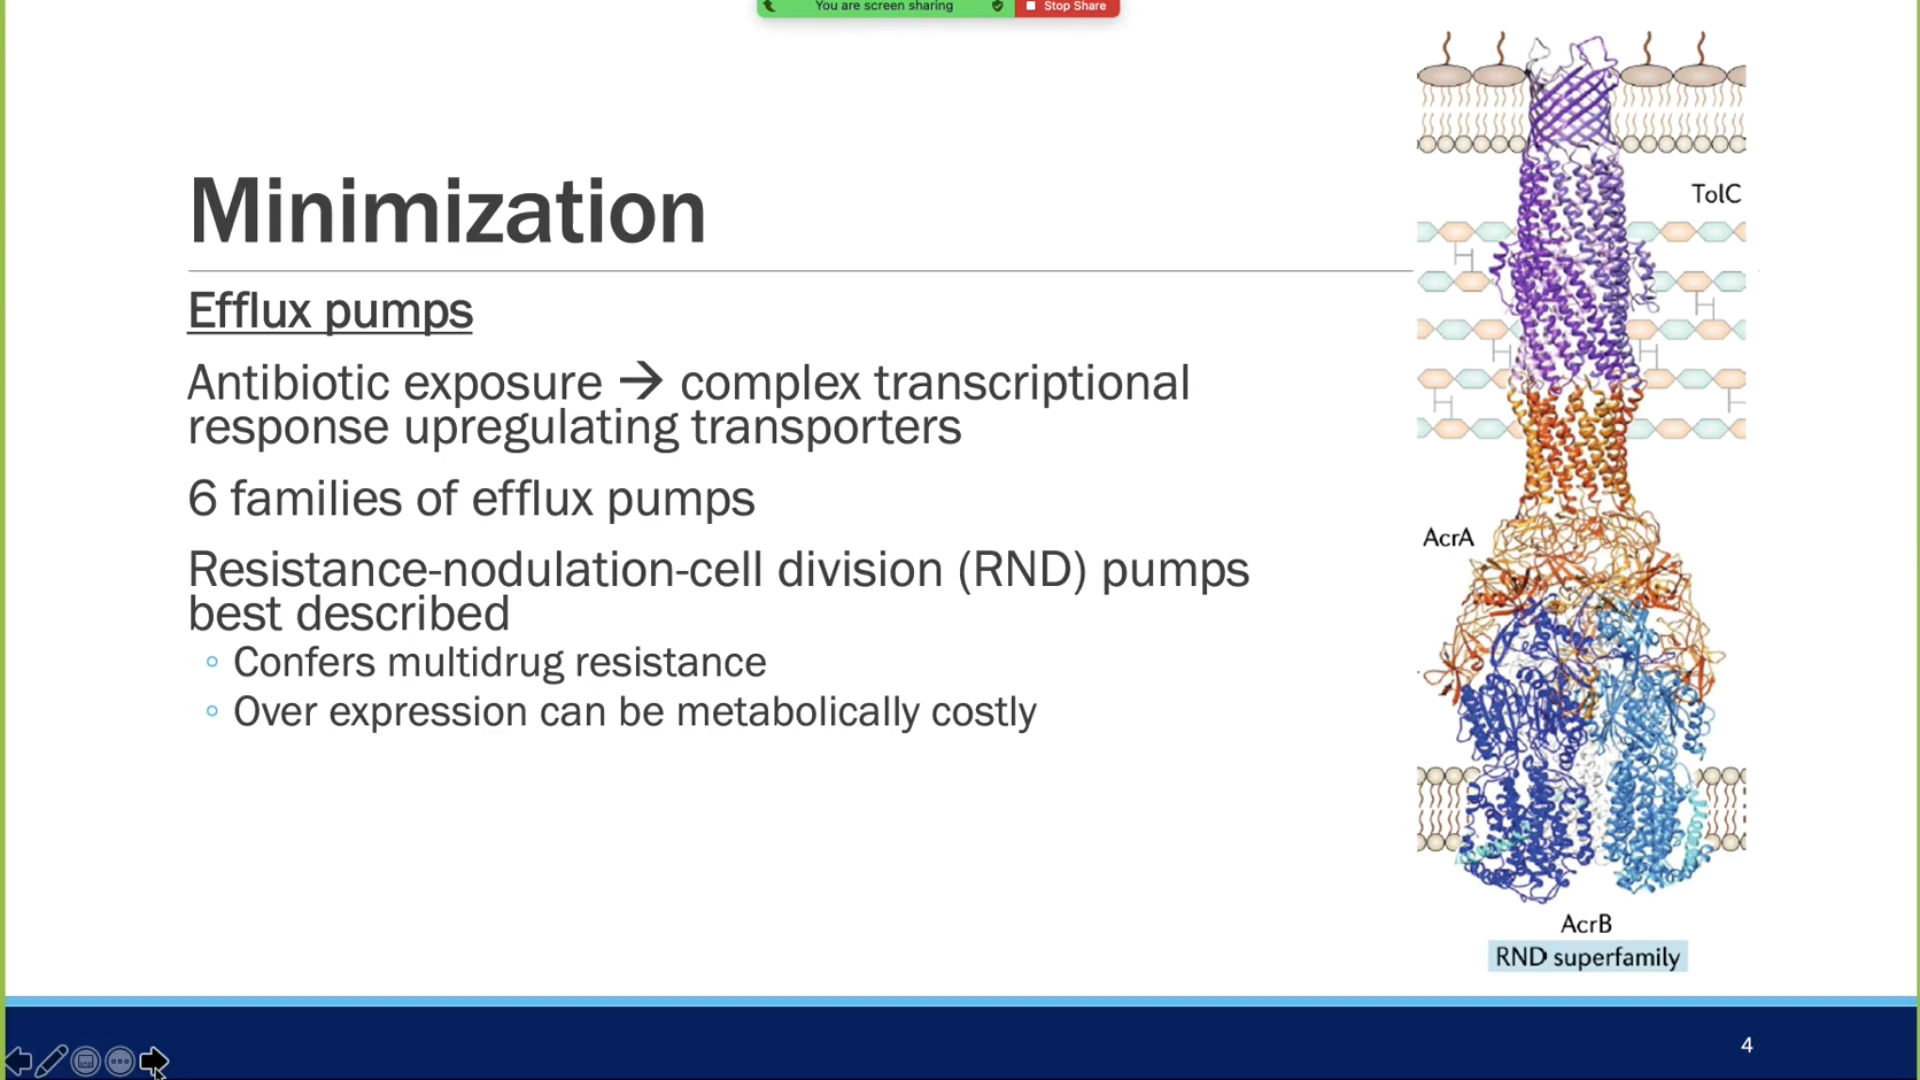 You are screen sharing
Stop Share
Minimization
Efflux pumps
Antibiotic exposure → complex transcriptional
response upregulating transporters
6 families of efflux pumps
Resistance-nodulation-cell division (RND) pumps
best described
◦ Confers multidrug resistance
◦ Over expression can be metabolically costly
TolC
AcrA
AcrB
RND superfamily
4